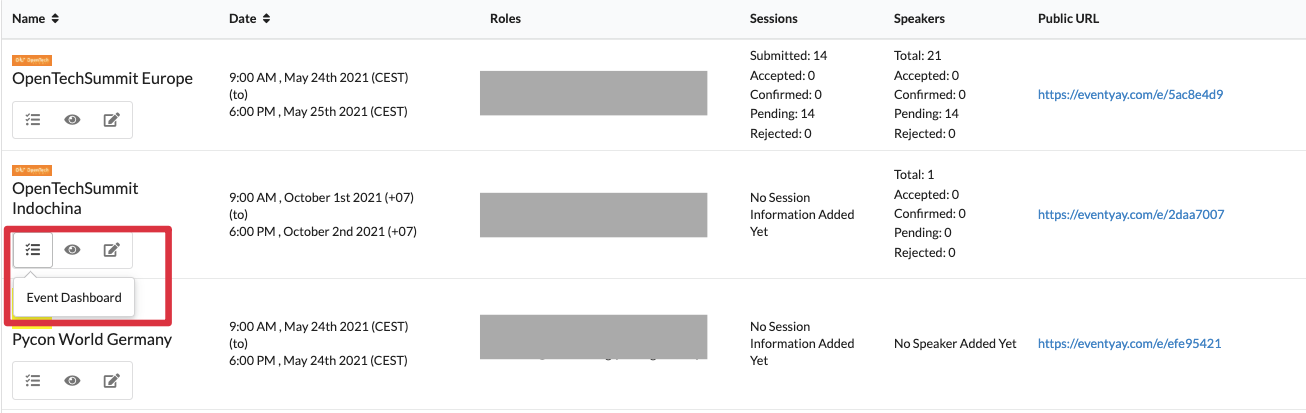 Name
Date
Roles
Sessions
Speakers
Public URL
OpenTech
OpenTechSummit Europe
9:00 AM , May 24th 2021 (CEST)
(to)
6:00 PM , May 25th 2021 (CEST)
Submitted: 14
Accepted: 0
Confirmed: 0
Pending: 14
Rejected: 0
Total: 21
Accepted: 0
Confirmed: 0
Pending: 14
Rejected: 0
https://eventyay.com/e/5ac8e4d9
OpenTech
OpenTechSummit
Indochina
9:00 AM , October 1st 2021 (+07)
(to)
6:00 PM , October 2nd 2021 (+07)
No Session
Information Added
Yet
Total: 1
Accepted: 0
Confirmed: 0
Pending: 0
Rejected: 0
https://eventyay.com/e/2daa7007
Event Dashboard
Pycon World Germany
9:00 AM , May 24th 2021 (CEST)
(to)
6:00 PM , May 24th 2021 (CEST)
No Session
Information Added
Yet
No Speaker Added Yet
https://eventyay.com/e/efe95421